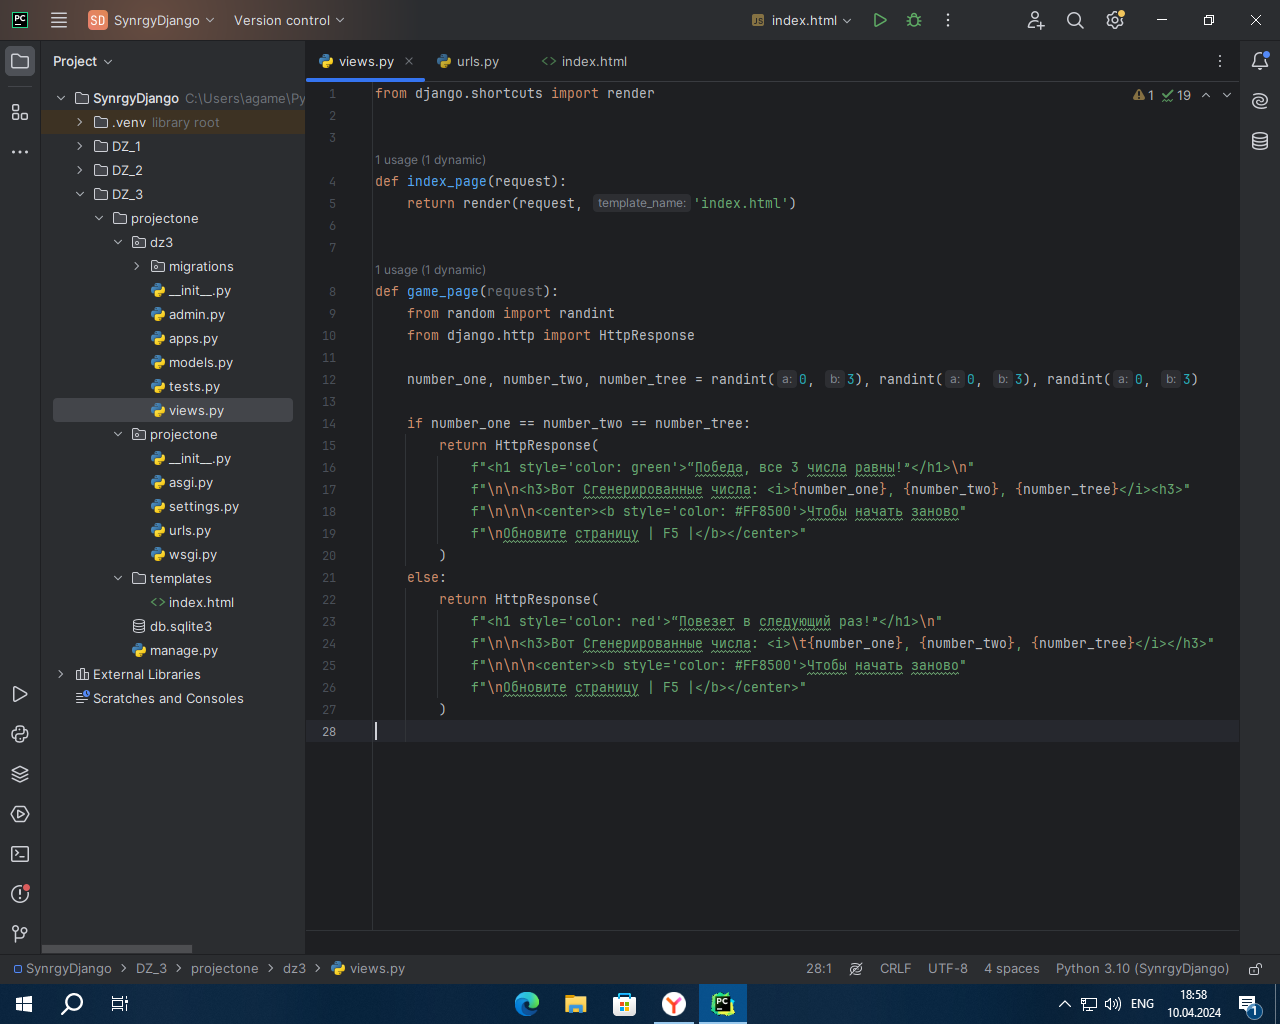 PC
SD SynrgyDjango
Version control
JS index.html
Project
views.py
urls.py
<> index.html
SynrgyDjango C:\Users\agame\Py
.venv library root
DZ_1
DZ_2
DZ_3
projectone
dz3
migrations
__init__.py
admin.py
apps.py
models.py
tests.py
views.py
projectone
__init__.py
asgi.py
settings.py
urls.py
wsgi.py
templates
<> index.html
db.sqlite3
manage.py
External Libraries
Scratches and Consoles
1 19
1 from django.shortcuts import render
2
3
1 usage (1 dynamic)
4 def index_page(request):
5 return render(request, template_name: 'index.html')
6
7
1 usage (1 dynamic)
8 def game_page(request):
9 from random import randint
10 from django.http import HttpResponse
11
12 number_one, number_two, number_tree = randint( a: 0, b: 3), randint( a: 0, b: 3), randint( a: 0, b: 3)
13
14 if number_one == number_two == number_tree:
15 return HttpResponse(
16 f"<h1 style='color: green'>“Победа, все 3 числа равны!”</h1>\n"
17 f"\n\n<h3>Вот Сгенерированные числа: <i>{number_one}, {number_two}, {number_tree}</i><h3>"
18 f"\n\n\n<center><b style='color: #FF8500'>Чтобы начать заново"
19 f"\nОбновите страницу | F5 |</b></center>"
20 )
21 else:
22 return HttpResponse(
23 f"<h1 style='color: red'>“Повезет в следующий раз!”</h1>\n"
24 f"\n\n<h3>Вот Сгенерированные числа: <i>\t{number_one}, {number_two}, {number_tree}</i></h3>"
25 f"\n\n\n<center><b style='color: #FF8500'>Чтобы начать заново"
26 f"\nОбновите страницу | F5 |</b></center>"
27 )
28
SynrgyDjango > DZ_3 > projectone > dz3 > views.py
28:1 CRLF UTF-8 4 spaces Python 3.10 (SynrgyDjango)
PC
ENG
18:58
10.04.2024
1